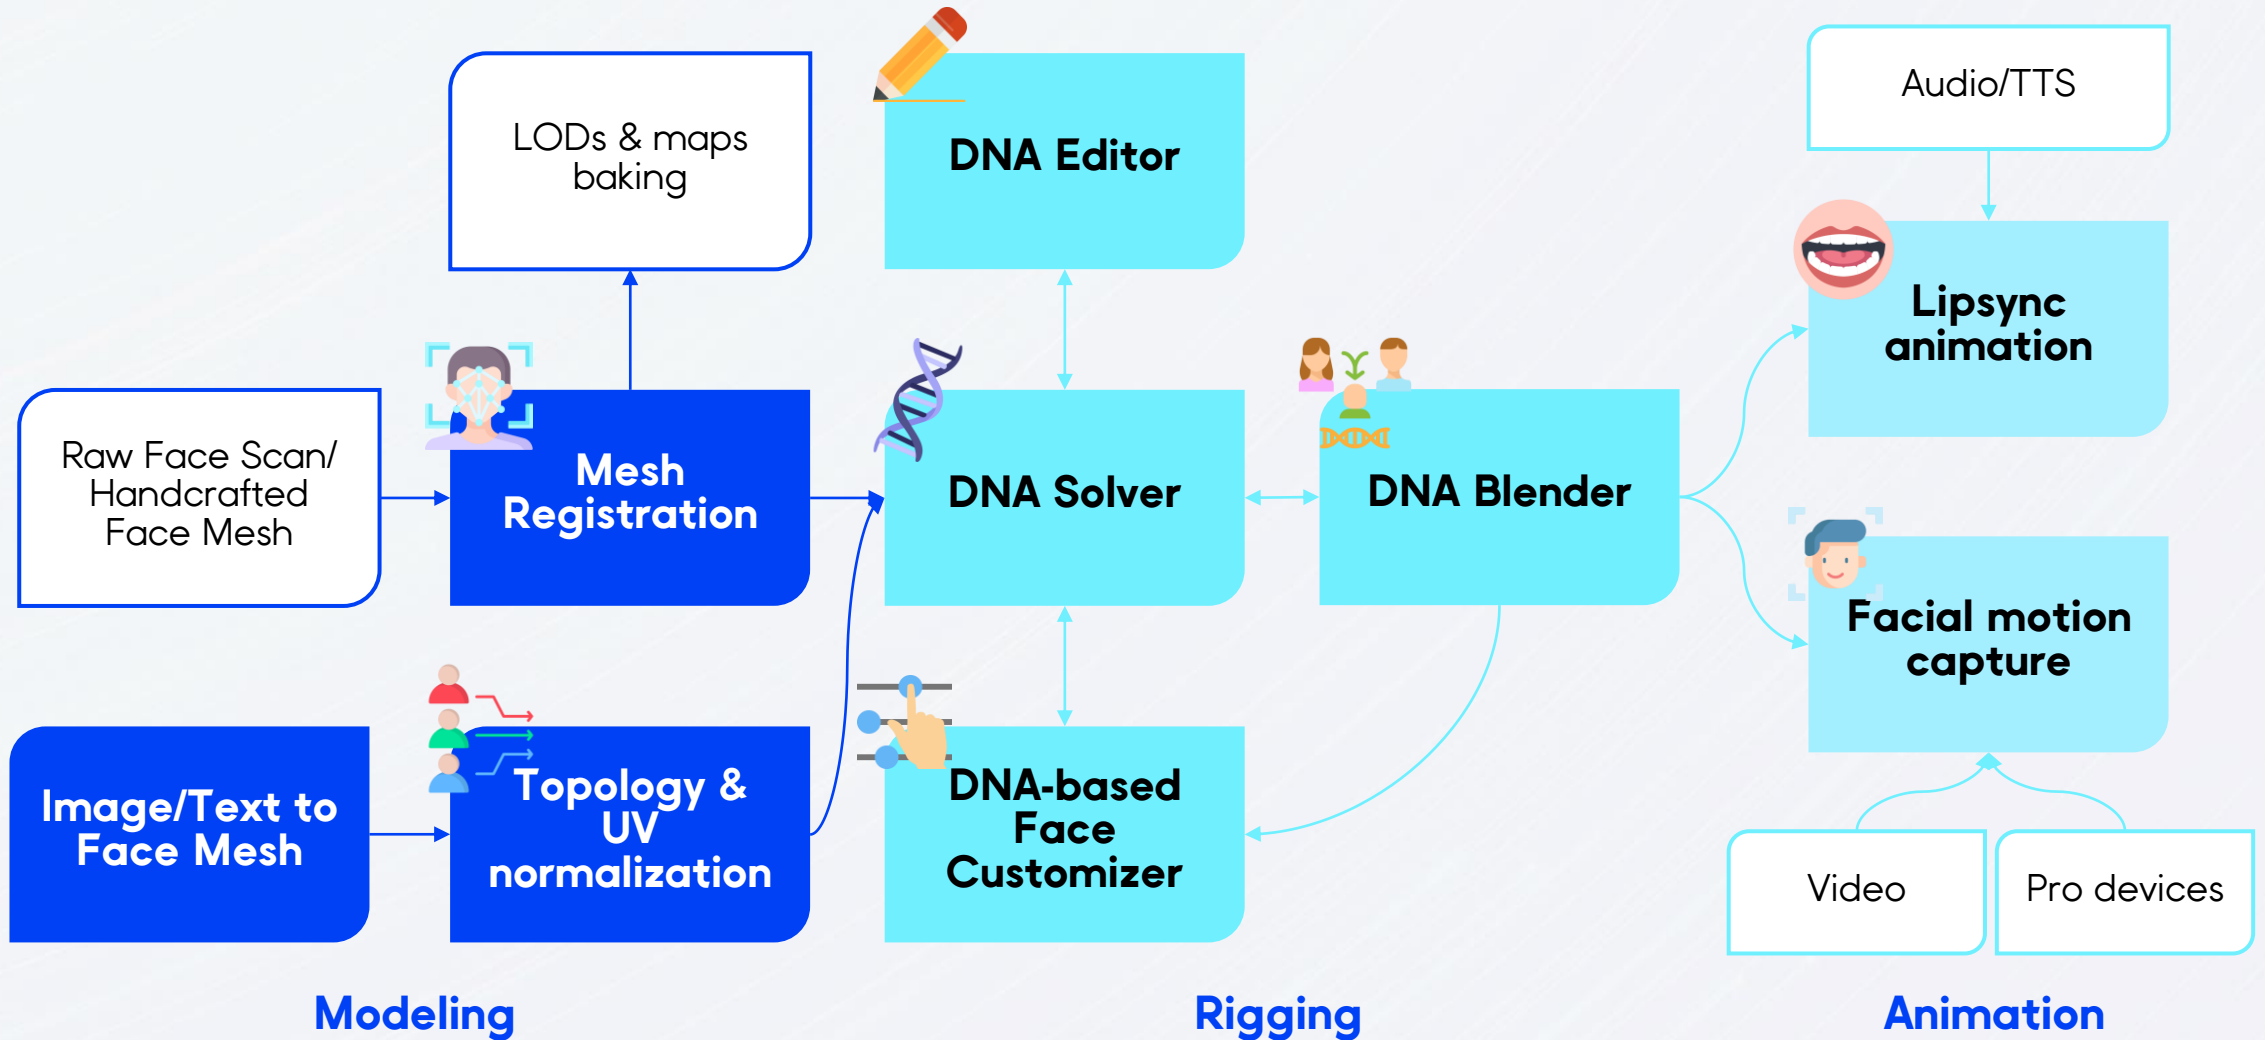 LODs & maps
baking
DNA Editor
Audio/TTS
Lipsync
animation
Raw Face Scan/
Handcrafted
Face Mesh
Mesh
Registration
DNA Solver
DNA Blender
Facial motion
capture
Image/Text to
Face Mesh
Topology &
UV
normalization
DNA-based
Face
Customizer
Video
Pro devices
Modeling
Rigging
Animation